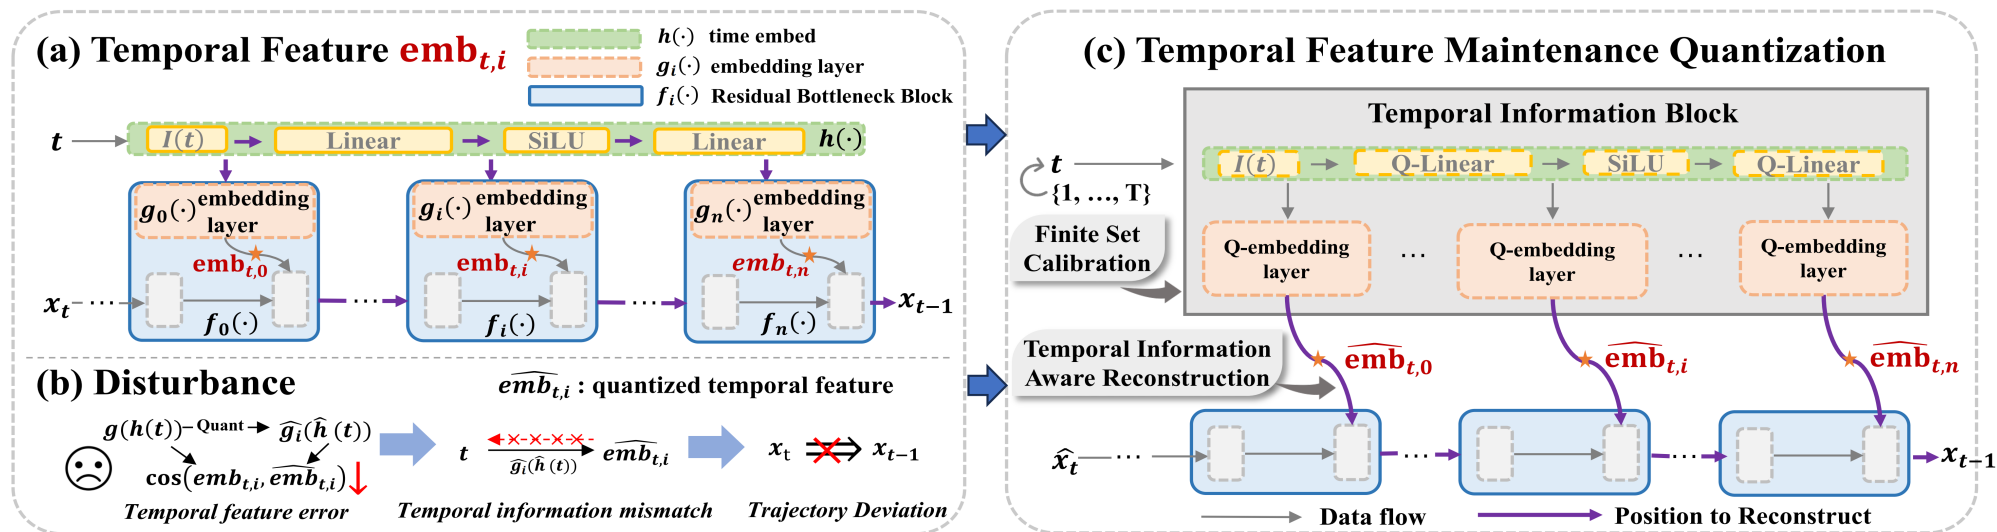 (a) Temporal Feature emb_{t,i}
h(·) time embed
g_i(·) embedding layer
f_i(·) Residual Bottleneck Block
t
I(t)
Linear
SiLU
Linear
h(·)
g_0(·) embedding
layer
g_i(·) embedding
layer
g_n(·) embedding
layer
emb_{t,0}
emb_{t,i}
emb_{t,n}
x_t ...
...
...
x_{t-1}
f_0(·)
f_i(·)
f_n(·)
(b) Disturbance
\widehat{emb}_{t,i} : quantized temporal feature
g(h(t)) – Quant → \widehat{g_i}(\hat{h}(t))
cos(emb_{t,i}, \widehat{emb}_{t,i})
Temporal feature error
t
\widehat{emb}_{t,i}
\widehat{g_i}(\hat{h}(t))
Temporal information mismatch
x_t
x_{t-1}
Trajectory Deviation
(c) Temporal Feature Maintenance Quantization
Temporal Information Block
t
{1, ..., T}
I(t)
Q-Linear
SiLU
Q-Linear
Finite Set
Calibration
Q-embedding
layer
...
Q-embedding
layer
...
Q-embedding
layer
Temporal Information
Aware Reconstruction
\widehat{emb}_{t,0}
\widehat{emb}_{t,i}
\widehat{emb}_{t,n}
\hat{x}_t ...
...
...
x_{t-1}
Data flow
Position to Reconstruct